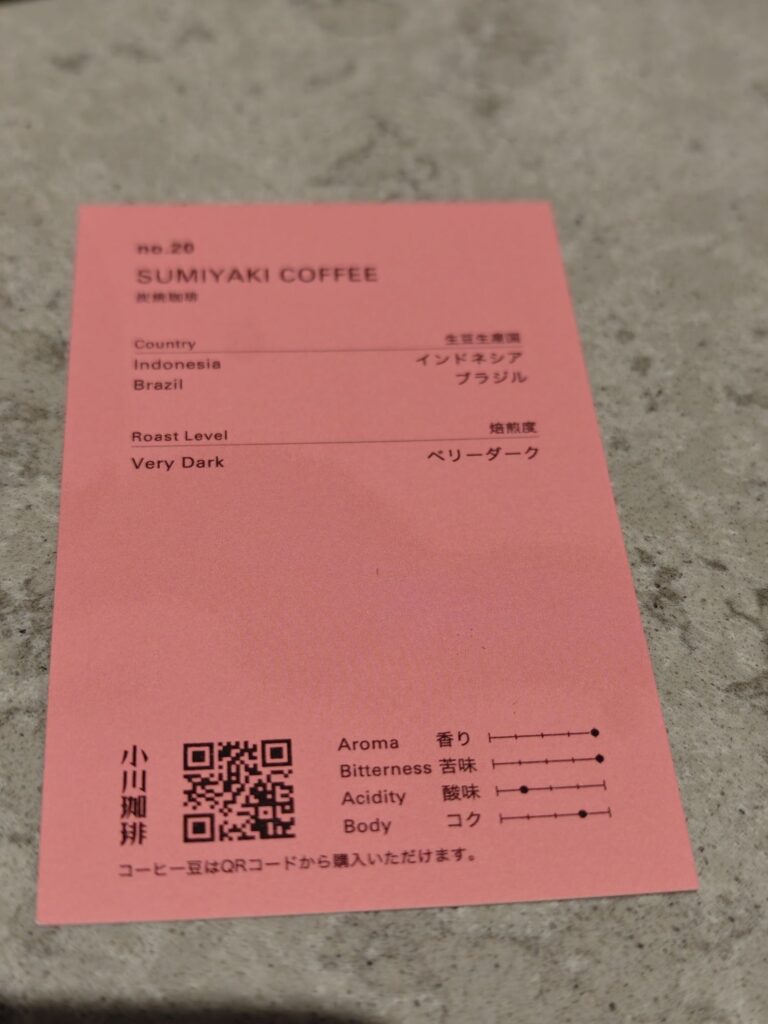 no.26
SUMIYAKI COFFEE
炭焼珈琲
Country 生豆生産国
Indonesia インドネシア
Brazil ブラジル
Roast Level 焙煎度
Very Dark ベリーダーク
小川珈琲
Aroma 香り
Bitterness 苦味
Acidity 酸味
Body コク
コーヒー豆はQRコードから購入いただけます。